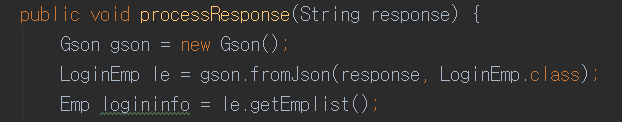 public void processResponse(String response) {
Gson gson = new Gson();
LoginEmp le = gson.fromJson(response, LoginEmp.class);
Emp logininfo = le.getEmplist();